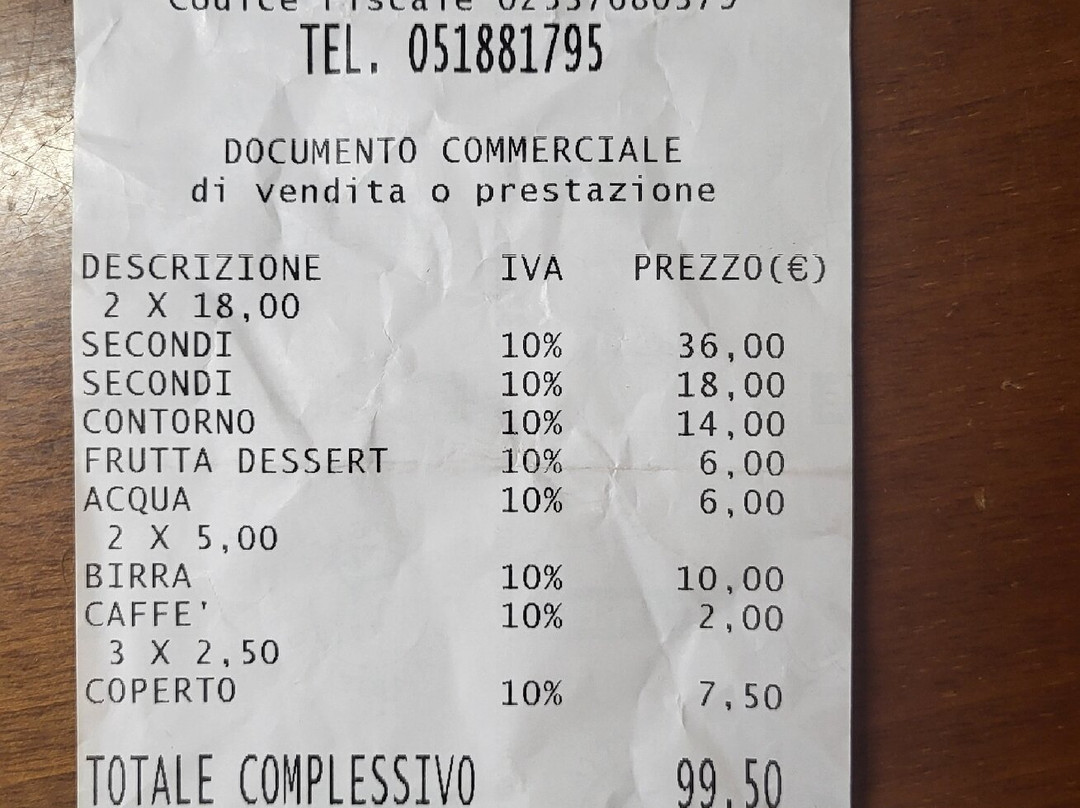 Codice Fiscale
TEL. 051881795
DOCUMENTO COMMERCIALE
di vendita o prestazione
DESCRIZIONE IVA PREZZO(€)
2 X 18,00
SECONDI 10% 36,00
SECONDI 10% 18,00
CONTORNO 10% 14,00
FRUTTA DESSERT 10% 6,00
ACQUA 10% 6,00
2 X 5,00
BIRRA 10% 10,00
CAFFE' 10% 2,00
3 X 2,50
COPERTO 10% 7,50
TOTALE COMPLESSIVO 99,50